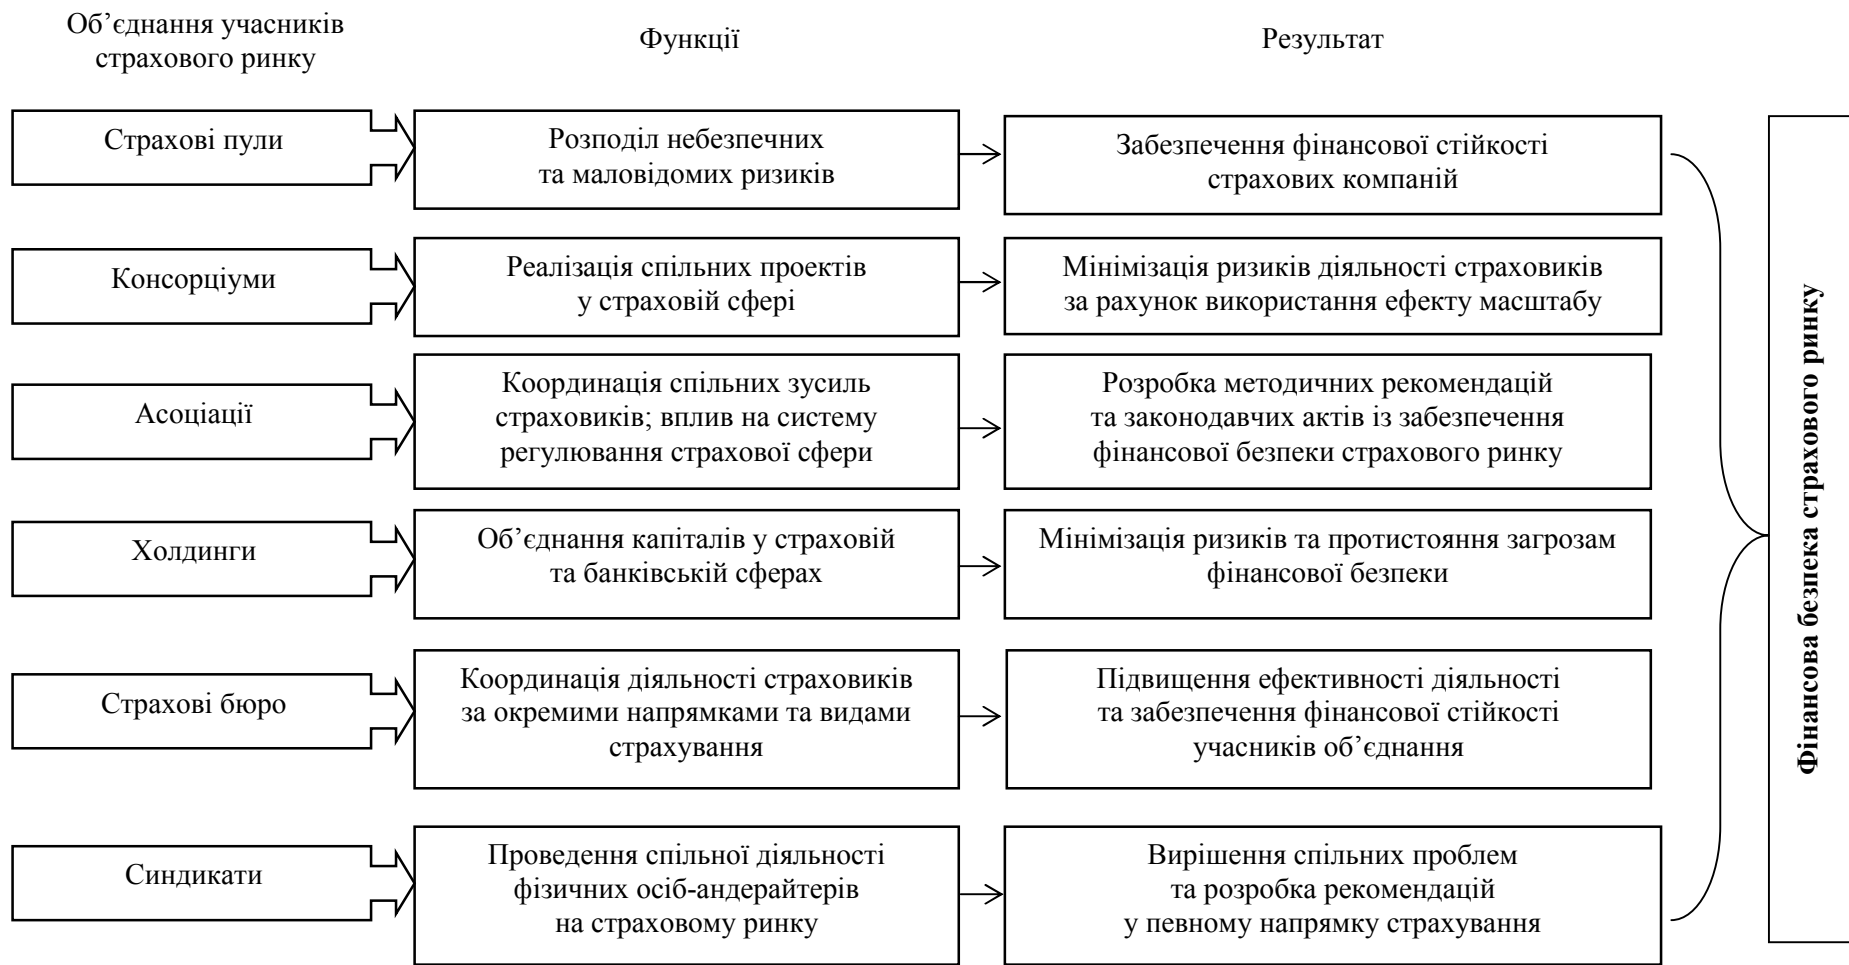 Об’єднання учасників
страхового ринку
Функції
Результат
Страхові пули
Розподіл небезпечних
та маловідомих ризиків
Забезпечення фінансової стійкості
страхових компаній
Консорціуми
Реалізація спільних проектів
у страховій сфері
Мінімізація ризиків діяльності страховиків
за рахунок використання ефекту масштабу
Асоціації
Координація спільних зусиль
страховиків; вплив на систему
регулювання страхової сфери
Розробка методичних рекомендацій
та законодавчих актів із забезпечення
фінансової безпеки страхового ринку
Холдинги
Об’єднання капіталів у страховій
та банківській сферах
Мінімізація ризиків та протистояння загрозам
фінансової безпеки
Страхові бюро
Координація діяльності страховиків
за окремими напрямками та видами
страхування
Підвищення ефективності діяльності
та забезпечення фінансової стійкості
учасників об’єднання
Синдикати
Проведення спільної діяльності
фізичних осіб-андерайтерів
на страховому ринку
Вирішення спільних проблем
та розробка рекомендацій
у певному напрямку страхування
Фінансова безпека страхового ринку